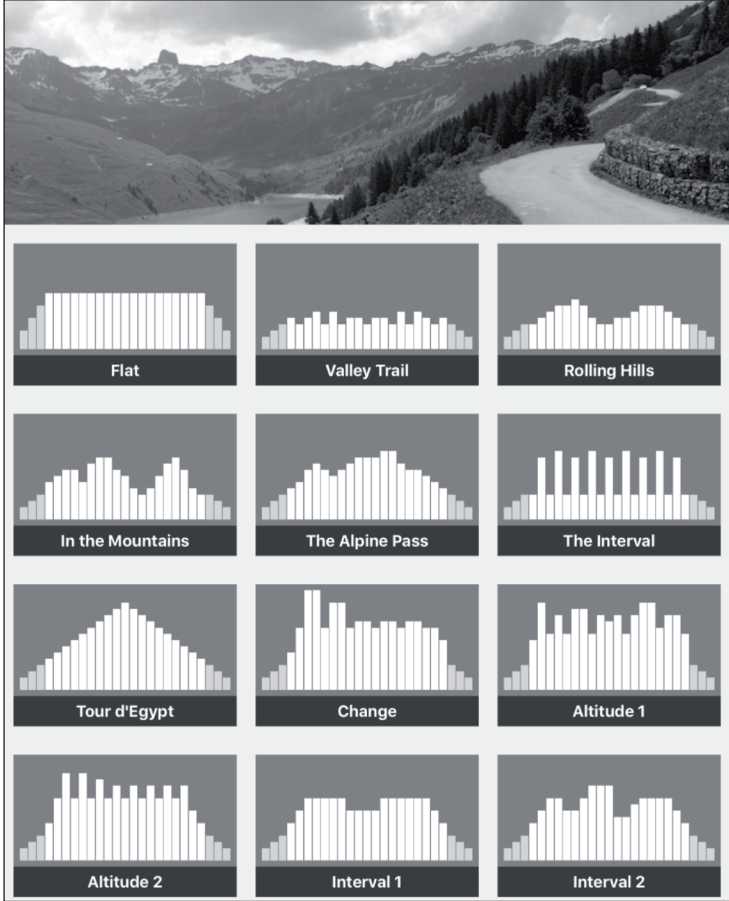 Flat
Valley Trail
Rolling Hills
In the Mountains
The Alpine Pass
The Interval
Tour d'Egypt
Change
Altitude 1
Altitude 2
Interval 1
Interval 2